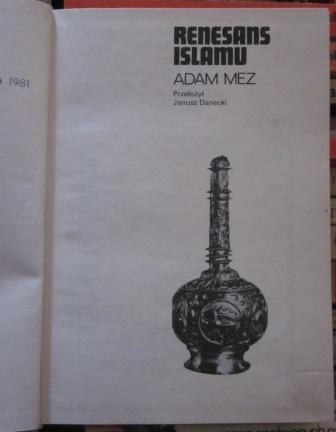 1981
RENESANS
ISLAMU
ADAM MEZ
Przełożył
Janusz Danecki